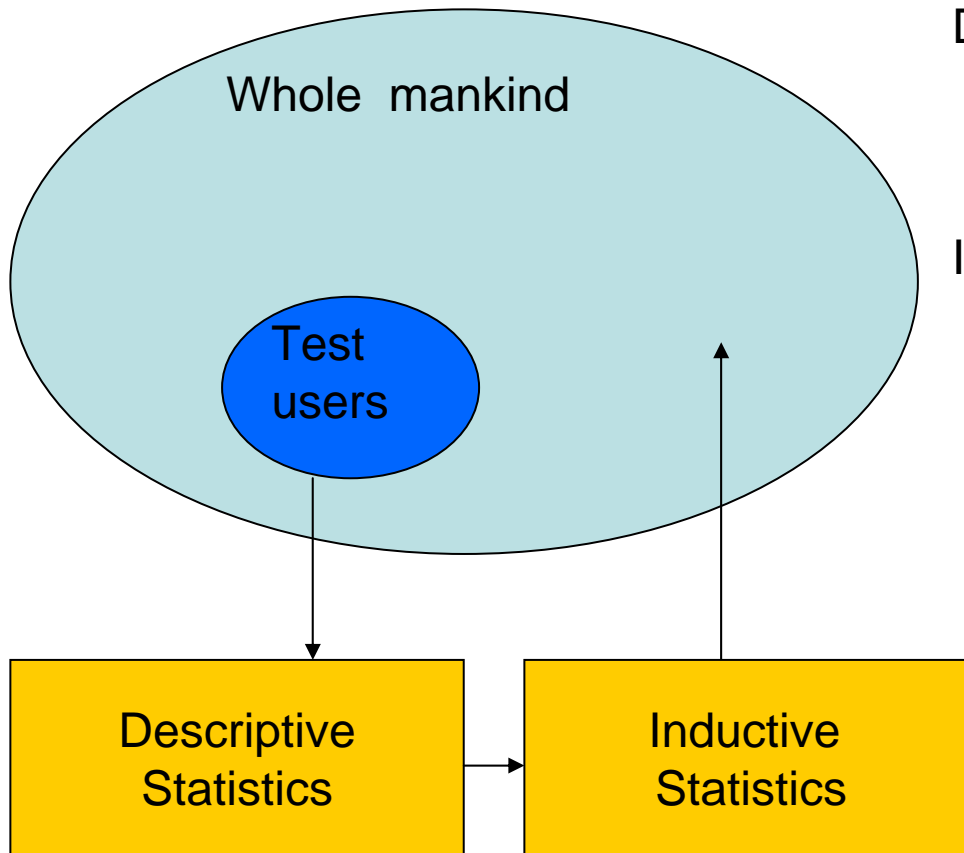 Whole mankind
Test
users
Descriptive
Statistics
Inductive
Statistics